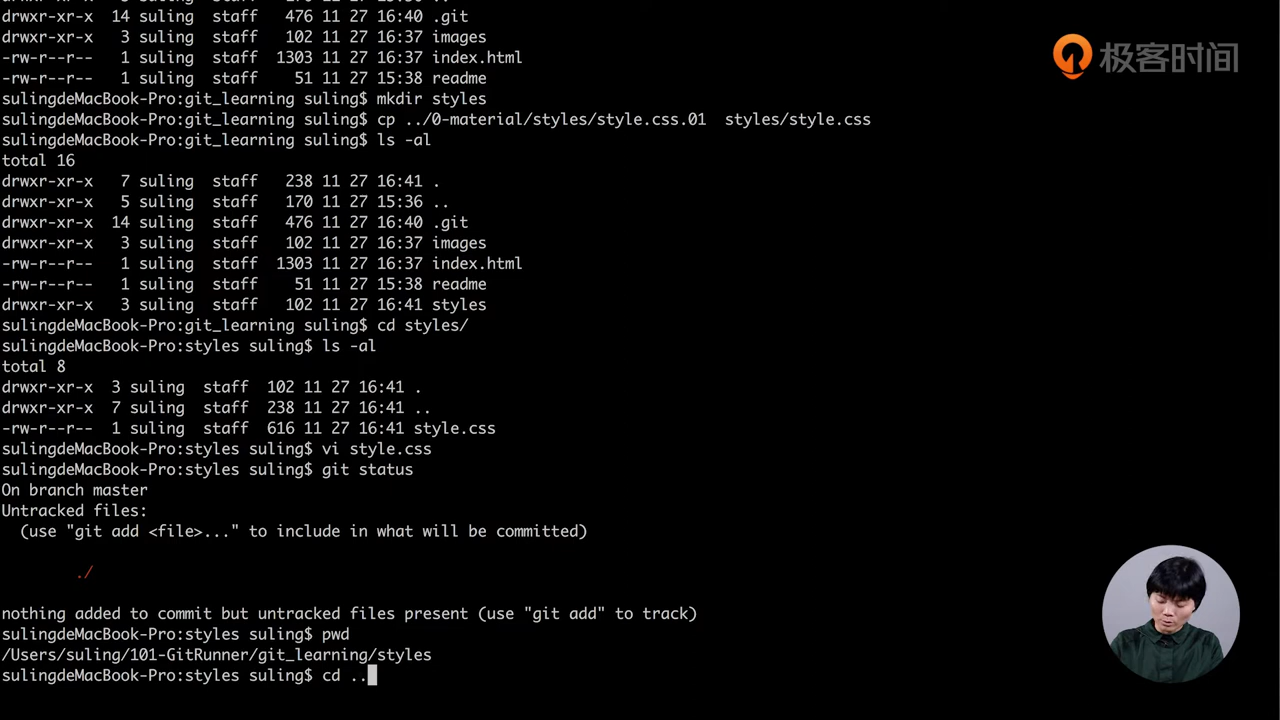 drwxr-xr-x  14 suling  staff   476 11 27 16:40 .git
drwxr-xr-x   3 suling  staff   102 11 27 16:37 images
-rw-r--r--   1 suling  staff  1303 11 27 16:37 index.html
-rw-r--r--   1 suling  staff    51 11 27 15:38 readme
sulingdeMacBook-Pro:git_learning suling$ mkdir styles
sulingdeMacBook-Pro:git_learning suling$ cp ../0-material/styles/style.css.01  styles/style.css
sulingdeMacBook-Pro:git_learning suling$ ls -al
total 16
drwxr-xr-x   7 suling  staff   238 11 27 16:41 .
drwxr-xr-x   5 suling  staff   170 11 27 15:36 ..
drwxr-xr-x  14 suling  staff   476 11 27 16:40 .git
drwxr-xr-x   3 suling  staff   102 11 27 16:37 images
-rw-r--r--   1 suling  staff  1303 11 27 16:37 index.html
-rw-r--r--   1 suling  staff    51 11 27 15:38 readme
drwxr-xr-x   3 suling  staff   102 11 27 16:41 styles
sulingdeMacBook-Pro:git_learning suling$ cd styles/
sulingdeMacBook-Pro:styles suling$ ls -al
total 8
drwxr-xr-x  3 suling  staff  102 11 27 16:41 .
drwxr-xr-x  7 suling  staff  238 11 27 16:41 ..
-rw-r--r--  1 suling  staff  616 11 27 16:41 style.css
sulingdeMacBook-Pro:styles suling$ vi style.css
sulingdeMacBook-Pro:styles suling$ git status
On branch master
Untracked files:
  (use "git add <file>..." to include in what will be committed)
./
nothing added to commit but untracked files present (use "git add" to track)
sulingdeMacBook-Pro:styles suling$ pwd
/Users/suling/101-GitRunner/git_learning/styles
sulingdeMacBook-Pro:styles suling$ cd ..
极客时间